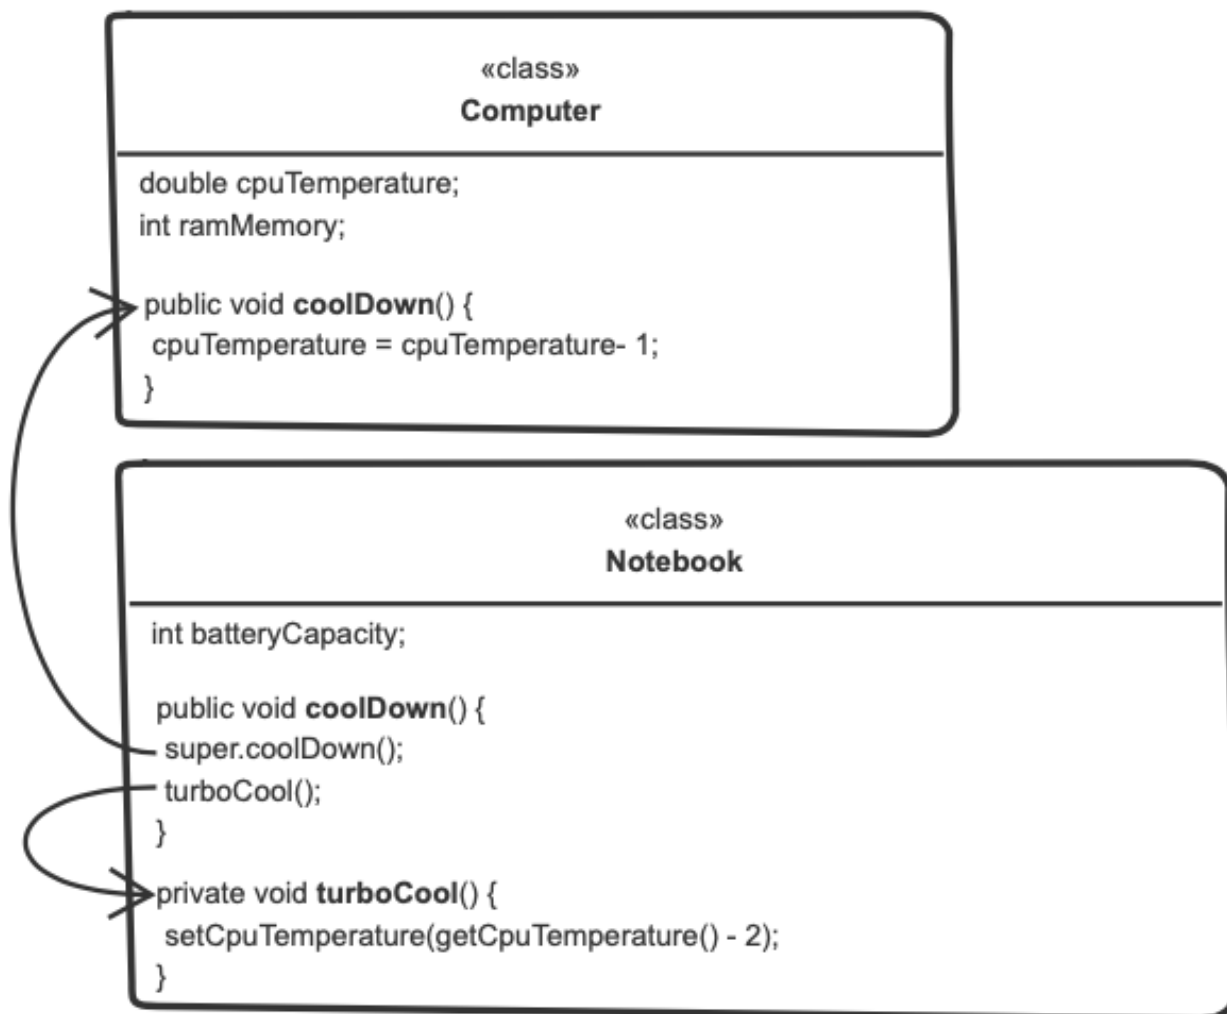 «class»
Computer
double cpuTemperature;
int ramMemory;
public void coolDown() {
cpuTemperature = cpuTemperature- 1;
}
«class»
Notebook
int batteryCapacity;
public void coolDown() {
super.coolDown();
turboCool();
}
private void turboCool() {
setCpuTemperature(getCpuTemperature() - 2);
}